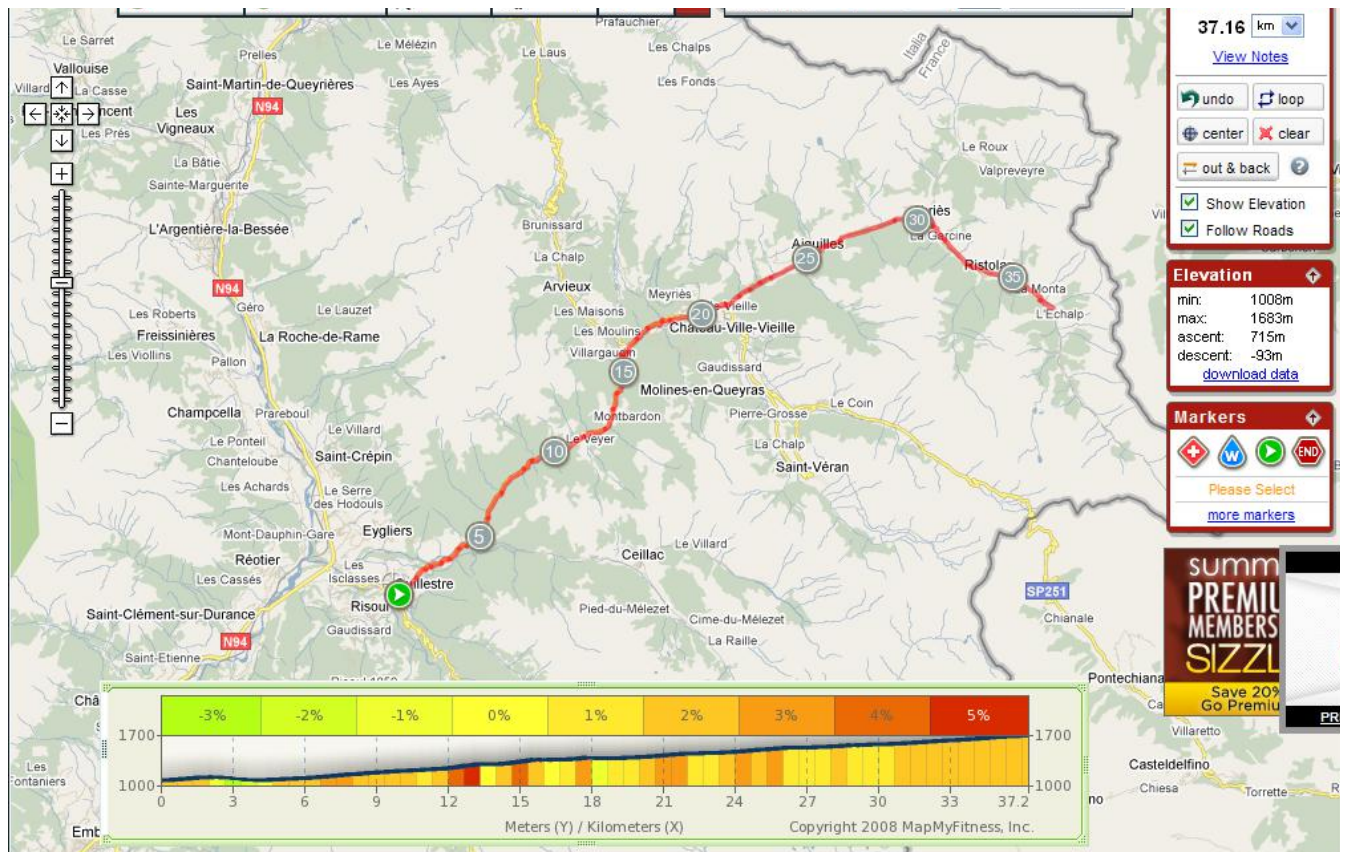 Prafauchier
Le Sarret
Prelles
Le Mélézin
Le Laus
Les Chalps
Vallouise
Villard
La Casse
Saint-Martin-de-Queyrières
Les Ayes
Les Fonds
Italia
France
N94
Les Prés
Les
Vigneaux
La Bâtie
Sainte-Marguerite
Le Roux
Valpreveyre
L'Argentière-la-Bessée
Brunissard
La Chalp
Aiguilles
La Garcine
30
25
35
N94
Arvieux
Meyriès
Vieille
La Monta
L'Echalp
Les Roberts
Géro
Le Lauzet
Les Maisons
20
Freissinières
La Roche-de-Rame
Les Moulins
Château-Ville-Vieille
Les Viollins
Pallon
Villargaudin
15
Gaudissard
Molines-en-Queyras
Champcella
Prareboul
Montbardon
Pierre-Grosse
Le Coin
Le Ponteil
Le Villard
Le Veyer
10
La Chalp
Chanteloube
Saint-Crépin
Saint-Véran
Les Achards
Le Serre
des Hodouls
Mont-Dauphin-Gare
Eygliers
5
Ceillac
Le Villard
Réotier
Les
Isclasses
Les Cassés
SP251
Saint-Clément-sur-Durance
Pied-du-Mélezet
Cime-du-Mélezet
Chianale
N94
Gaudissard
La Raille
Saint-Etienne
Pontechiana
Villaretto
Casteldelfino
Les
Fontaniers
Chiesa
Torrette
37.16 km
View Notes
undo
loop
center
clear
out & back
?
Show Elevation
Follow Roads
Elevation
min: 1008m
max: 1683m
ascent: 715m
descent: -93m
download data
Markers
W
END
Please Select
more markers
PREMIU
MEMBERS
SIZZL
Save 20%
Go Premiu
-3% -2% -1% 0% 1% 2% 3% 4% 5%
1700 1700
1000 1000
0 3 6 9 12 15 18 21 24 27 30 33 37.2
Meters (Y) / Kilometers (X) Copyright 2008 MapMyFitness, Inc.